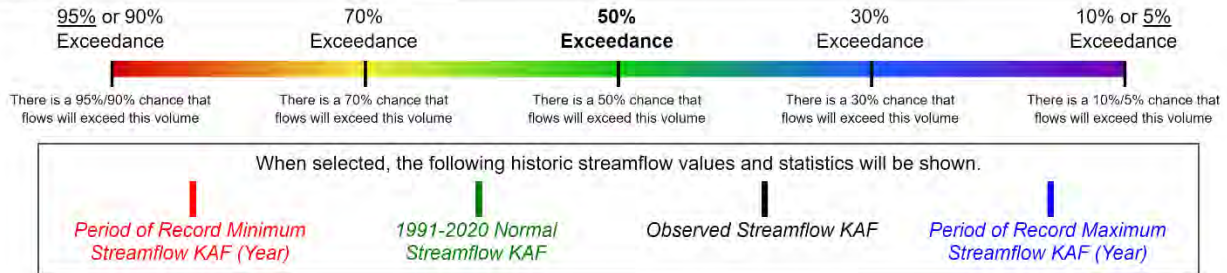 95% or 90% Exceedance
70% Exceedance
50% Exceedance
30% Exceedance
10% or 5% Exceedance
There is a 95%/90% chance that flows will exceed this volume
There is a 70% chance that flows will exceed this volume
There is a 50% chance that flows will exceed this volume
There is a 30% chance that flows will exceed this volume
There is a 10%/5% chance that flows will exceed this volume
When selected, the following historic streamflow values and statistics will be shown.
Period of Record Minimum Streamflow KAF (Year)
1991-2020 Normal Streamflow KAF
Observed Streamflow KAF
Period of Record Maximum Streamflow KAF (Year)